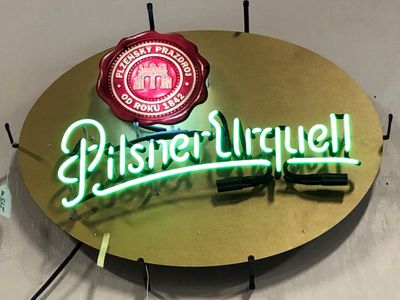 PLZEŇSKÝ PRAZDROJ
OD ROKU 1842
Pilsner Urquell